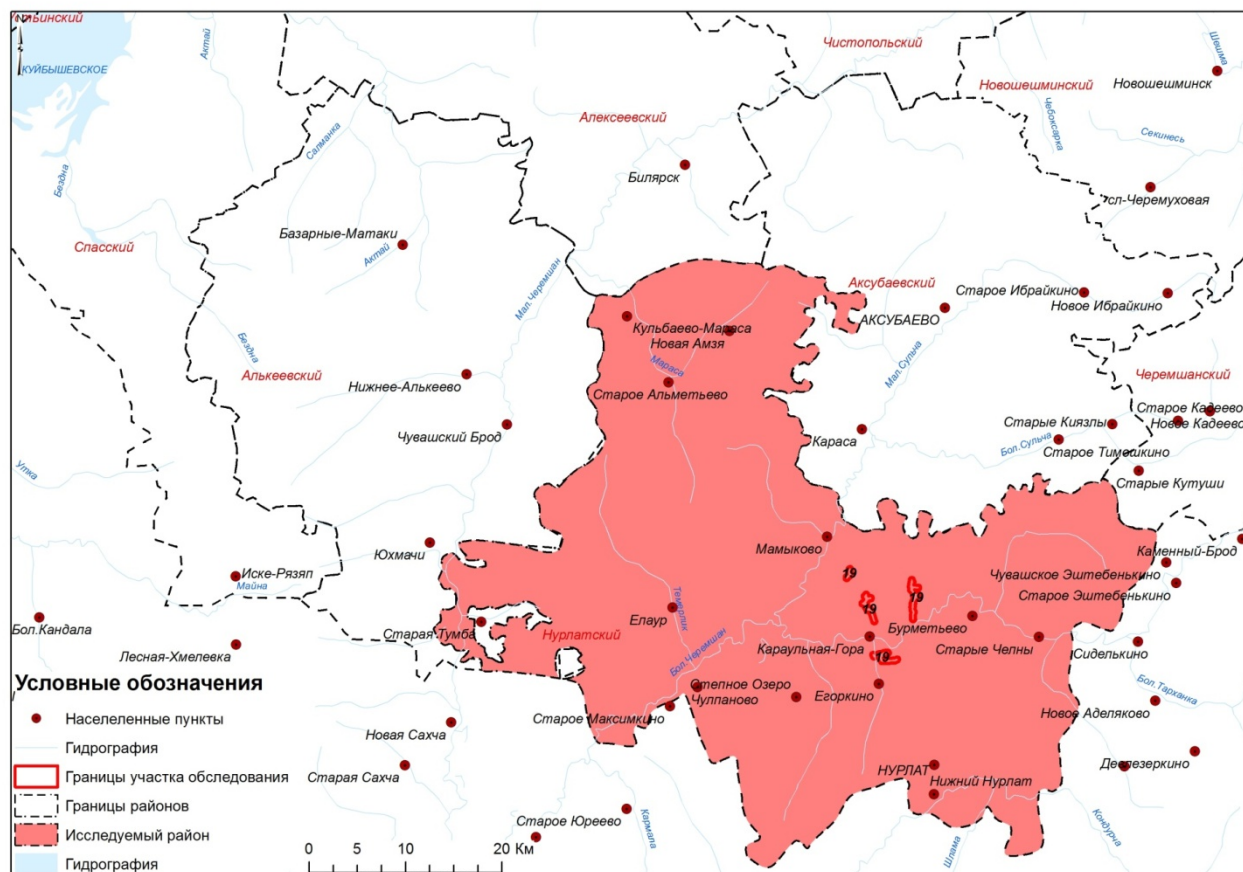 N
КУЙБЫШЕВСКОЕ
Актай
Чистопольский
Шешма
Новошешминский
Новошешминск
Чебоксарка
Секинесь
Алексеевский
Салманка
Билярск
сл-Черемуховая
Бездна
Спасский
Базарные-Матаки
Актай
Мал.Черемшан
Аксубаевский
Старое Ибрайкино
Новое Ибрайкино
АКСУБАЕВО
Кульбаево-Мараса
Новая Амзя
Мараса
Мал.Сульча
Бездна
Алькеевский
Нижнее-Алькеево
Старое Альметьево
Черемшанский
Старое Кадеево
Новое Кадеево
Чувашский Брод
Караса
Старые Киязлы
Бол.Сульча
Старое Тимошкино
Старые Кутуши
Утка
Юхмачи
Мамыково
Каменный-Брод
Иске-Рязяп
Майна
Чувашское Эштебенькино
Старое Эштебенькино
19
19
19
19
Темерлик
Елаур
Бурметьево
Бол.Кандала
Старая Тумба
Нурлатский
Караульная-Гора
Старые Челны
Сиделькино
Лесная-Хмелевка
Бол.Черемшан
Степное Озеро
Чулпаново
Егоркино
Бол.Тарханка
Новое Аделяково
Старое Максимкино
Новая Сахча
Старая Сахча
НУРЛАТ
Нижний Нурлат
Девлезеркино
Старое Юреево
Кармала
Шлама
Кондурча
Условные обозначения
Населеленные пункты
Гидрография
Границы участка обследования
Границы районов
Исследуемый район
Гидрография
0 5 10 20 Км